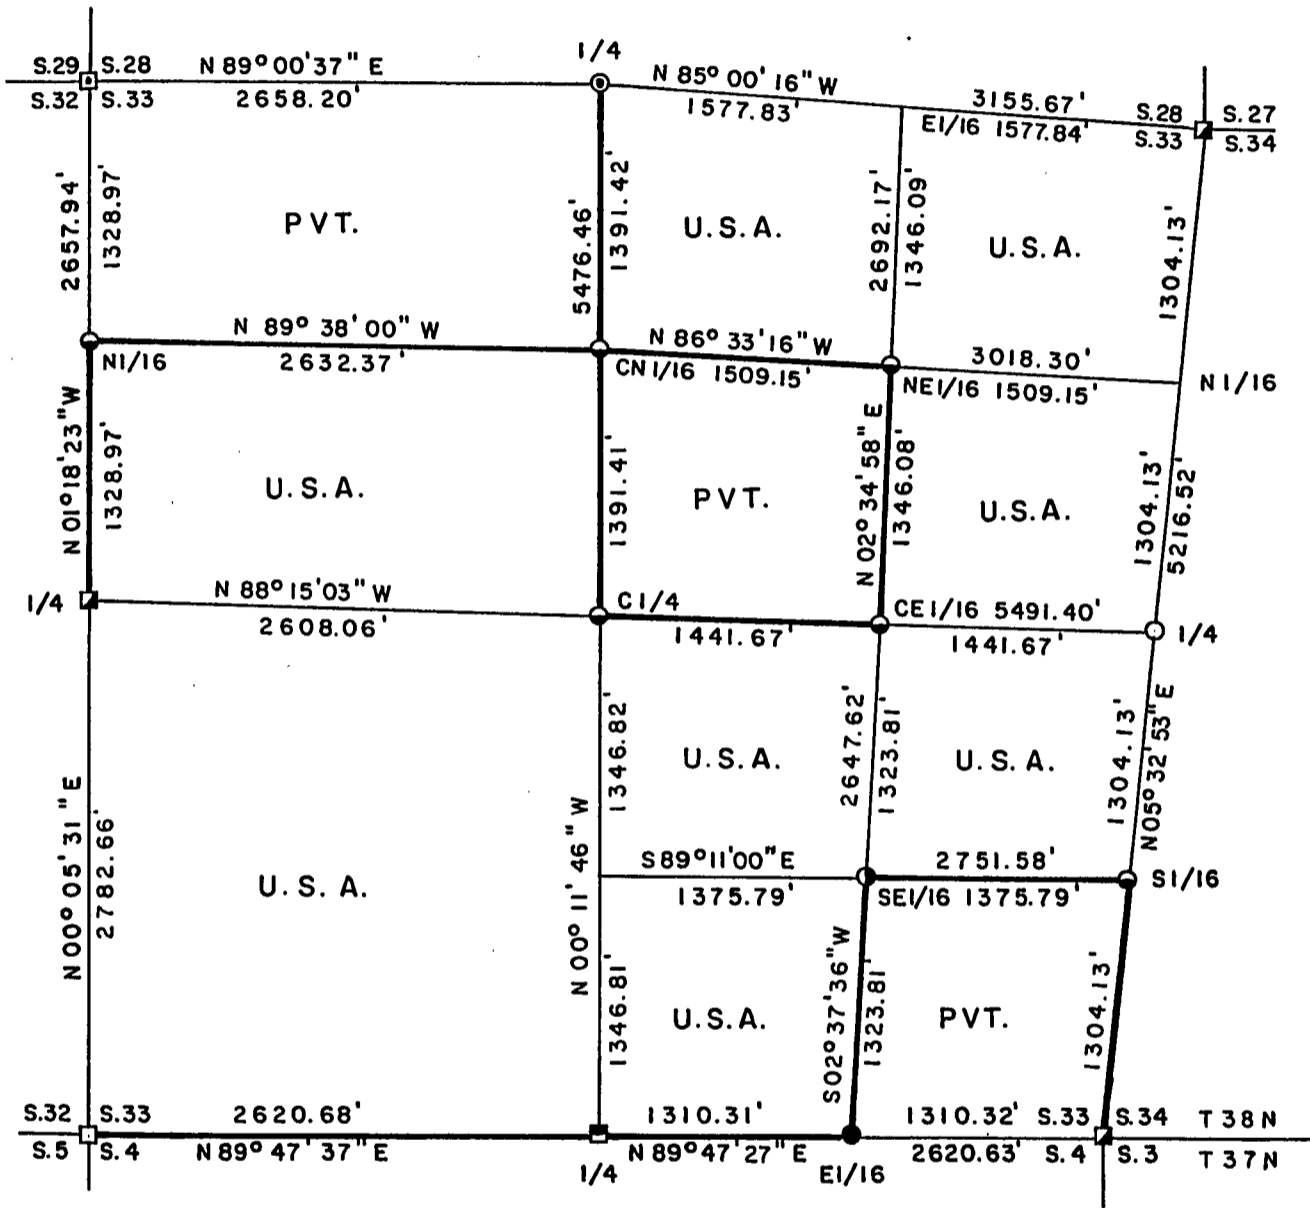 1/4
S.29 S.28 N 89° 00' 37" E N 85° 00' 16" W
S.32 S.33 2658.20' 1577.83' 3155.67' S.28 S.27
E1/16 1577.84' S.33 S.34
2657.94' 1328.97' PVT. 5476.46' 1391.42' U.S.A. 2692.17' 1346.09' U.S.A. 1304.13'
N 89° 38' 00" W N 86° 33' 16" W 3018.30'
N1/16 2632.37' CN 1/16 1509.15' NE1/16 1509.15' N 1/16
N 01° 18' 23" W 1328.97' U.S.A. 1391.41' PVT. N 02° 34' 58" E 1346.08' U.S.A. 1304.13' 5216.52'
1/4 N 88° 15' 03" W C 1/4 CE 1/16 5491.40'
2608.06' 1441.67' 1441.67' 1/4
1346.82' U.S.A. 2647.62' 1323.81' U.S.A. 1304.13' N05° 32' 53" E
N 00° 05' 31" E 2782.66' U.S.A. N 00° 11' 46" W S 89° 11' 00" E 2751.58'
1375.79' SE1/16 1375.79' S1/16
1346.81' U.S.A. S02° 37' 36" W 1323.81' PVT. 1304.13'
S.32 S.33 2620.68' 1310.31' 1310.32' S.33 S.34 T 38 N
S.5 S.4 N 89° 47' 37" E N 89° 47' 27" E 2620.63' S.4 S.3 T 37 N
1/4 E1/16